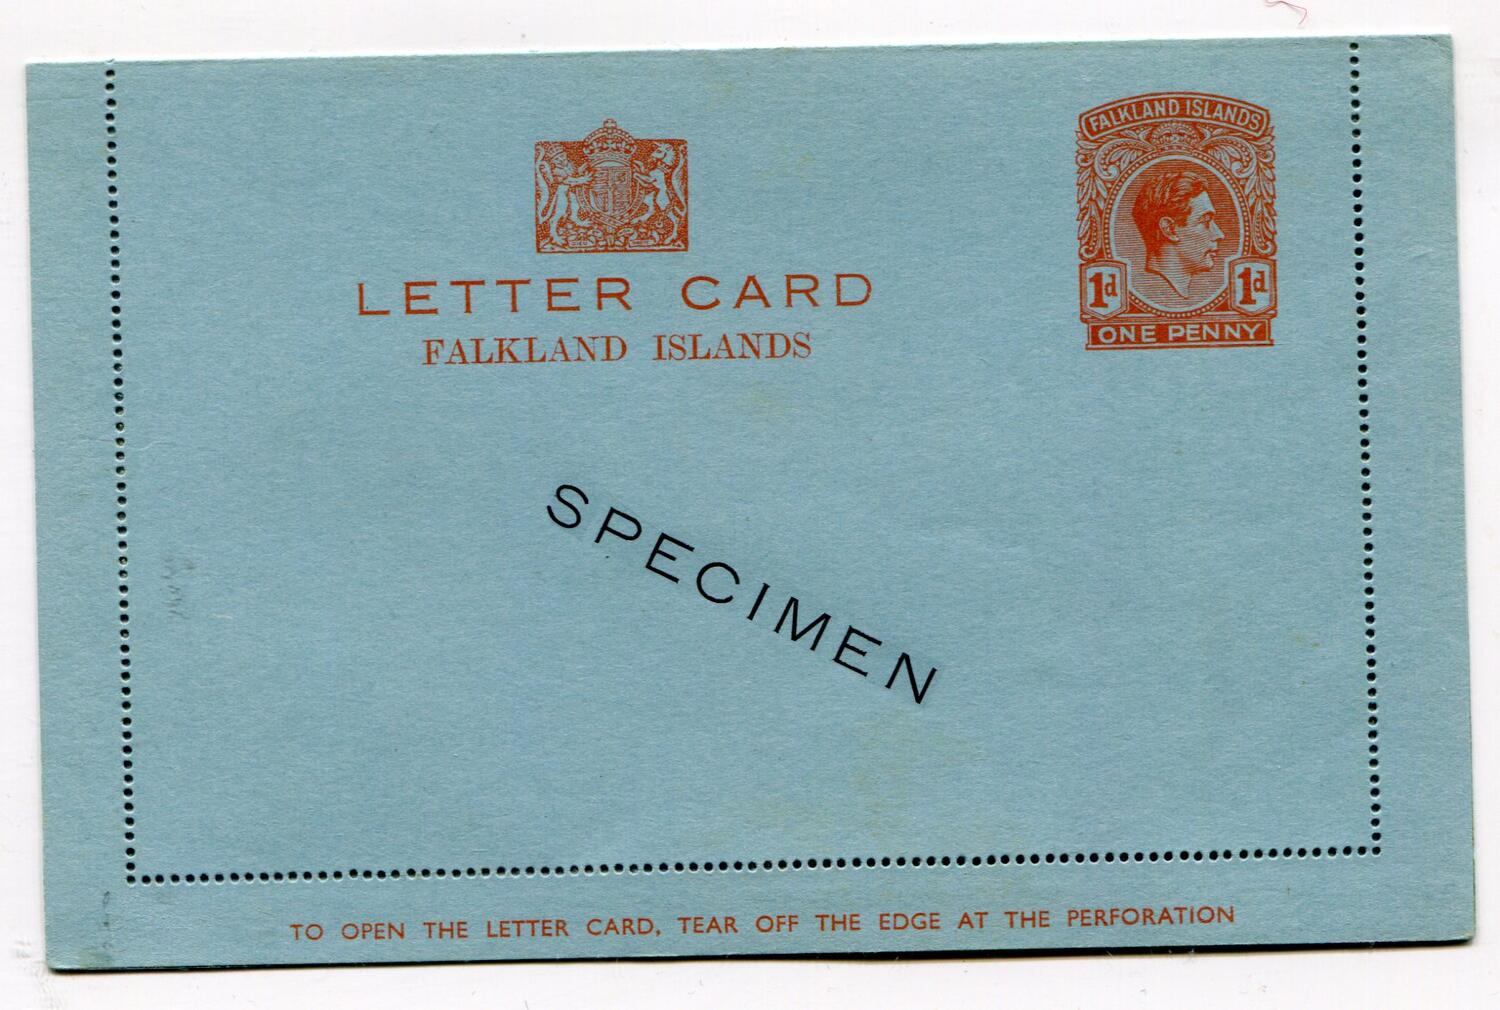 FALKLAND ISLANDS
1d 1d
ONE PENNY
LETTER CARD
FALKLAND ISLANDS
SPECIMEN
TO OPEN THE LETTER CARD, TEAR OFF THE EDGE AT THE PERFORATION